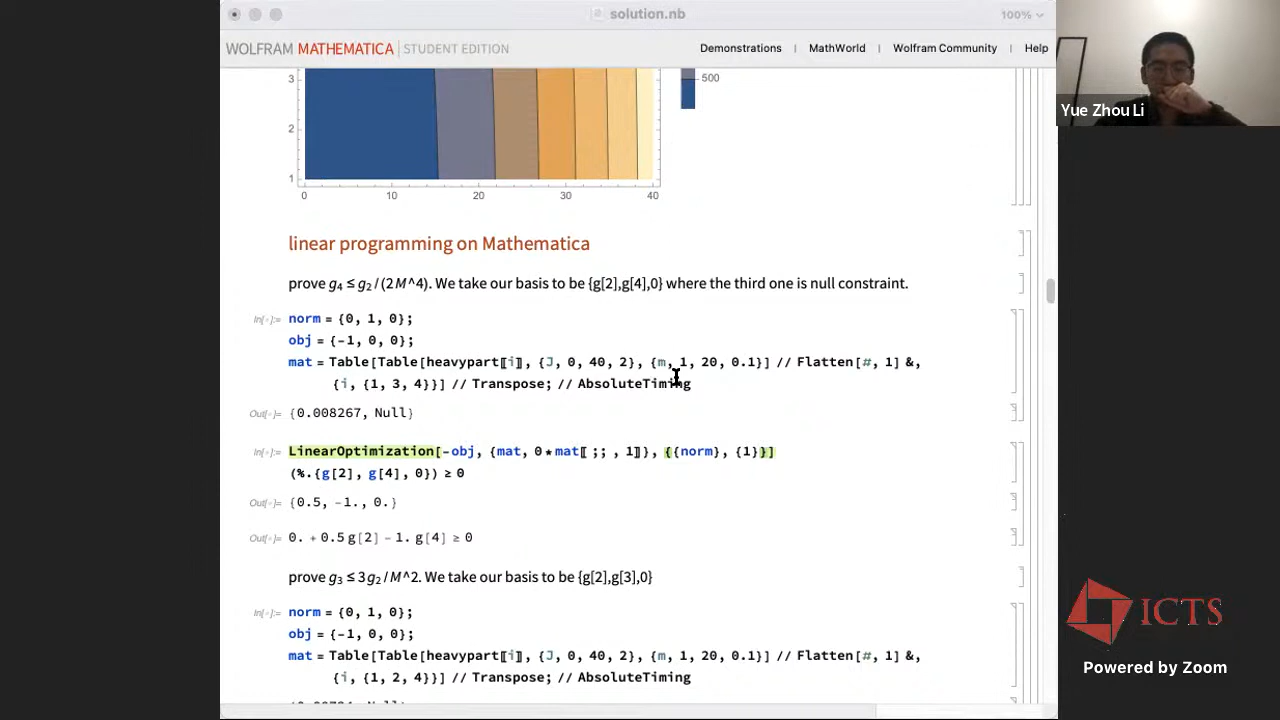 solution.nb
100%
WOLFRAM MATHEMATICA | STUDENT EDITION
Demonstrations | MathWorld | Wolfram Community | Help
Yue Zhou Li
3
500
2
1
0 10 20 30 40
linear programming on Mathematica
prove g₄ ≤ g₂/(2M^4). We take our basis to be {g[2],g[4],0} where the third one is null constraint.
In[•]:= norm = {0, 1, 0};
obj = {-1, 0, 0};
mat = Table[Table[heavypart〚i〛, {J, 0, 40, 2}, {m, 1, 20, 0.1}] // Flatten[#, 1] &,
{i, {1, 3, 4}}] // Transpose; // AbsoluteTiming
Out[•]= {0.008267, Null}
In[•]:= LinearOptimization[-obj, {mat, 0*mat〚;; , 1〛}, {{norm}, {1}}]
(%.{g[2], g[4], 0}) ≥ 0
Out[•]= {0.5, -1., 0.}
Out[•]= 0. + 0.5 g[2] - 1. g[4] ≥ 0
prove g₃ ≤ 3g₂/M^2. We take our basis to be {g[2],g[3],0}
In[•]:= norm = {0, 1, 0};
obj = {-1, 0, 0};
mat = Table[Table[heavypart〚i〛, {J, 0, 40, 2}, {m, 1, 20, 0.1}] // Flatten[#, 1] &,
{i, {1, 2, 4}}] // Transpose; // AbsoluteTiming
ICTS
Powered by Zoom